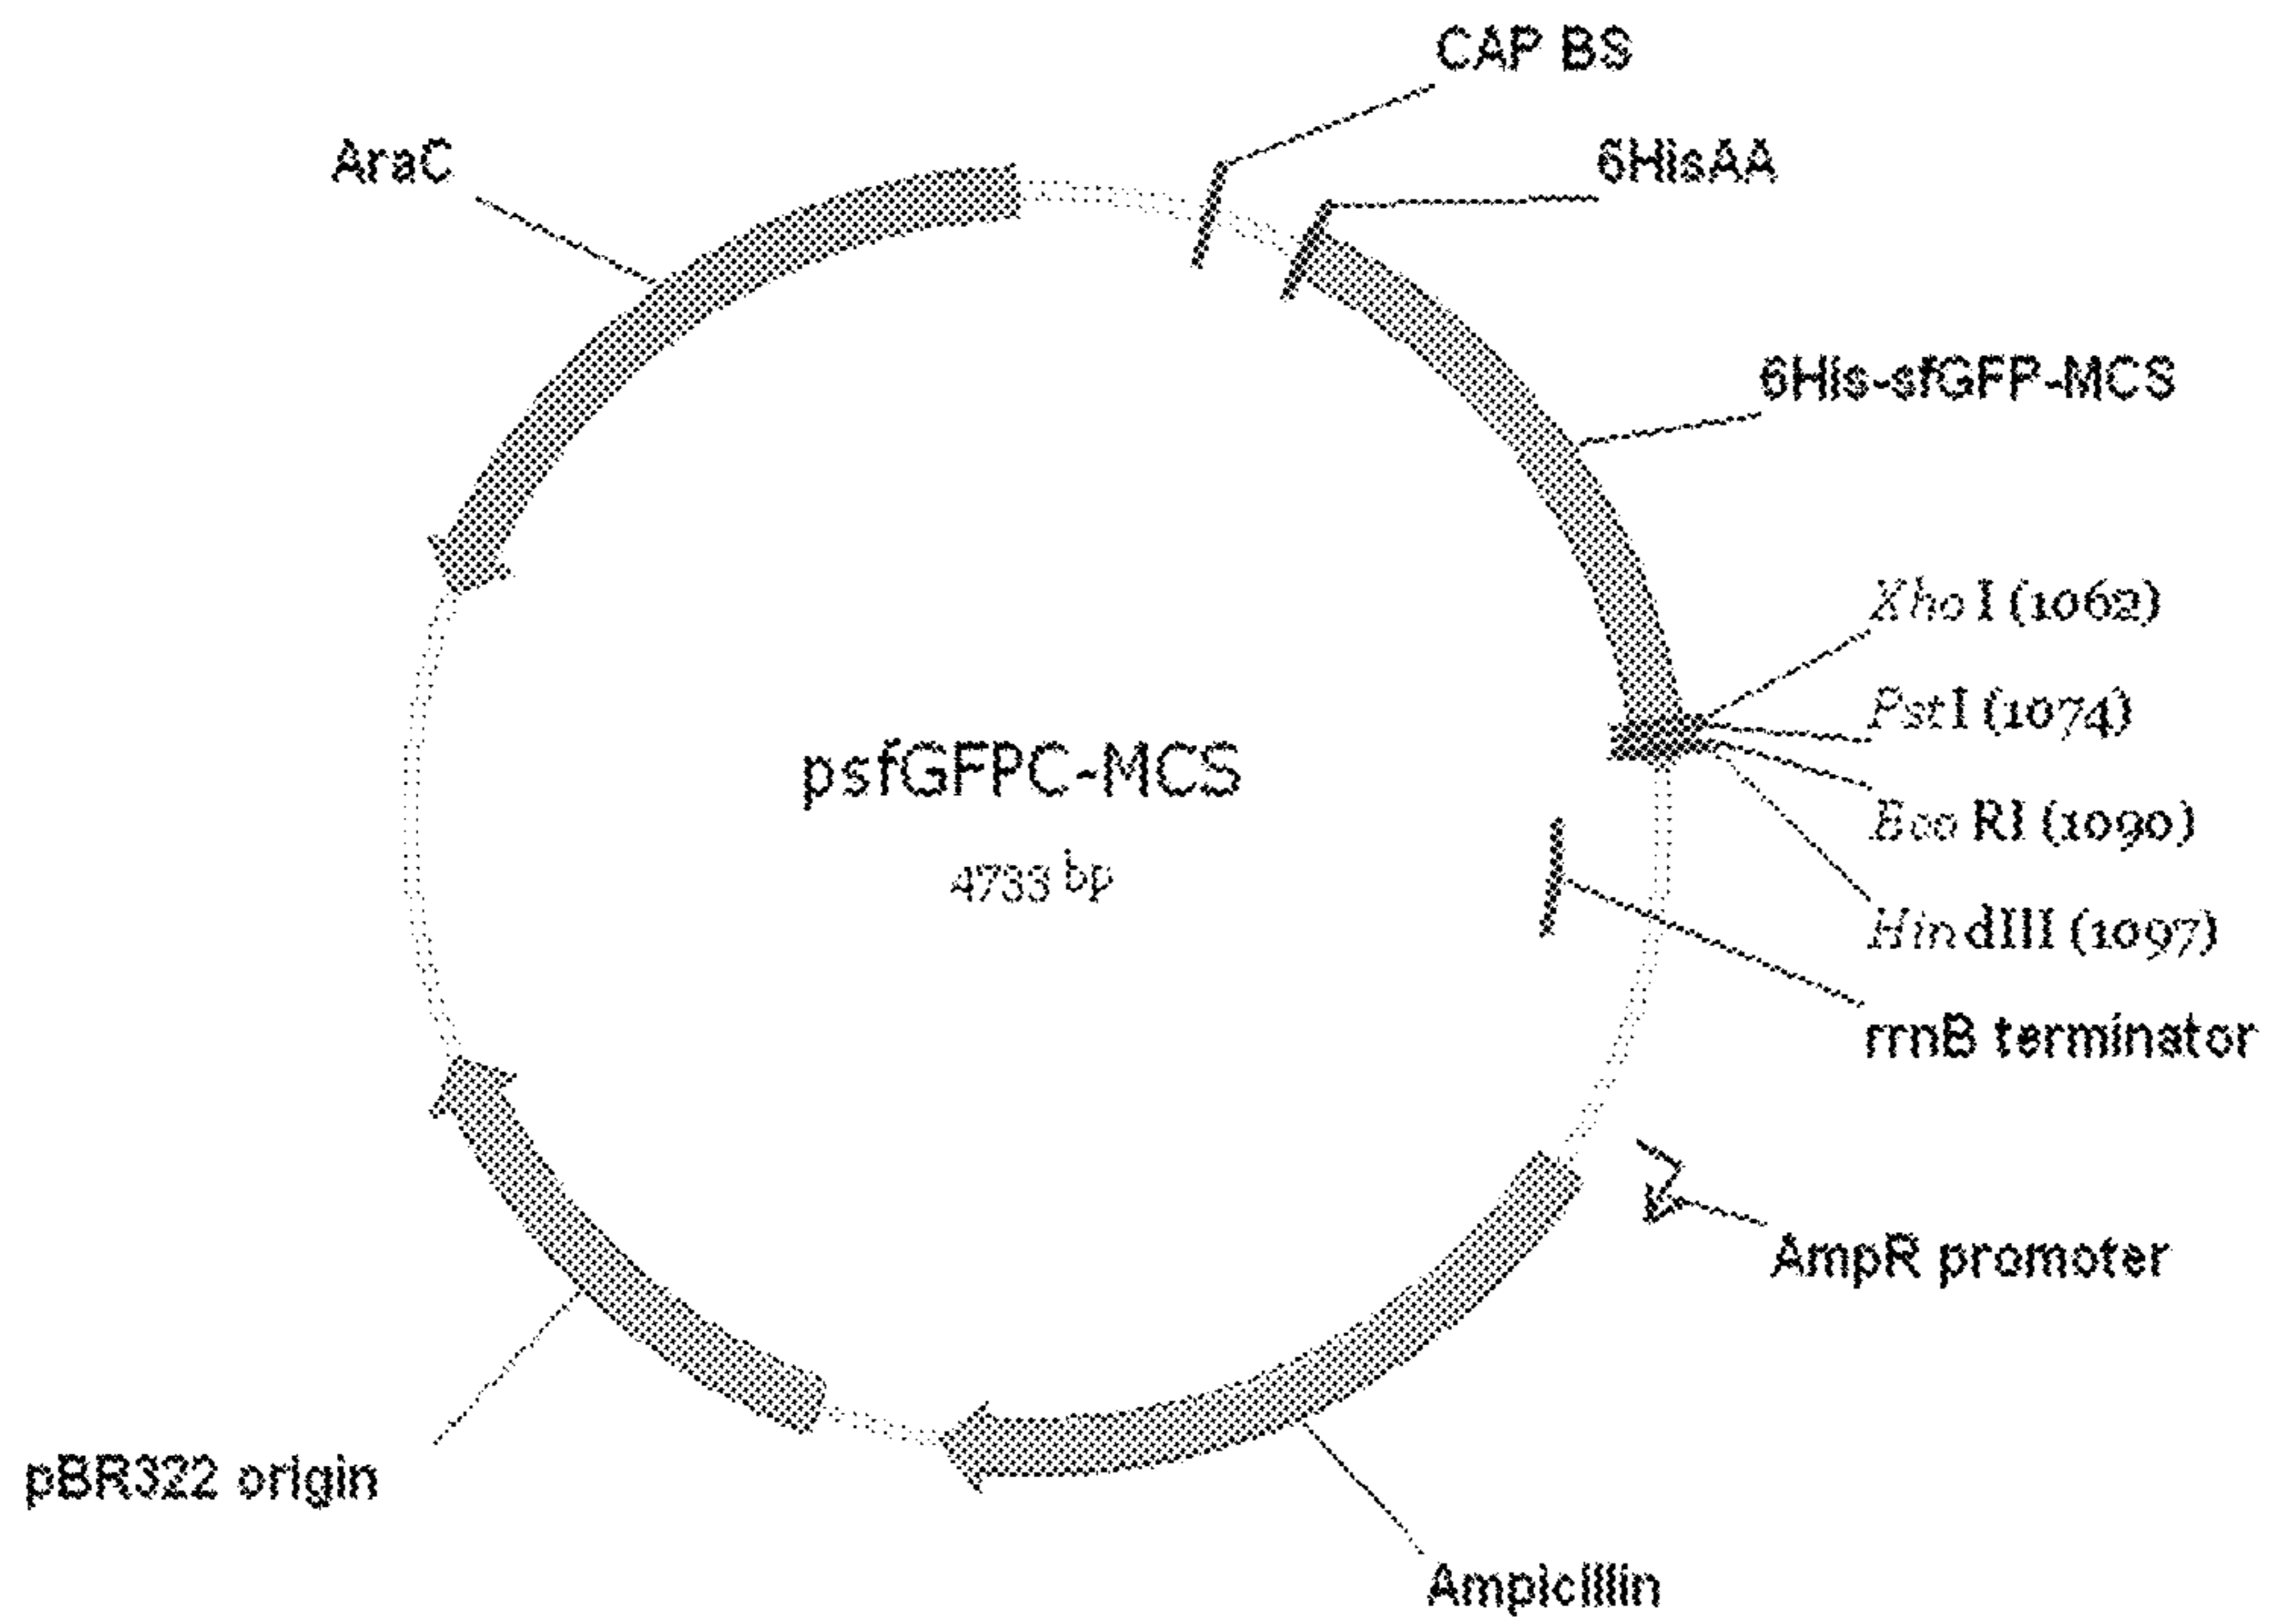 CAP BS
AraC
6HisAA
6His-sfGFP-MCS
XhoI (1062)
PstI (1074)
psfGFPC-MCS
EcoRI (1090)
4733 bp
HindIII (1097)
rrnB terminator
AmpR promoter
pBR322 origin
Ampicillin